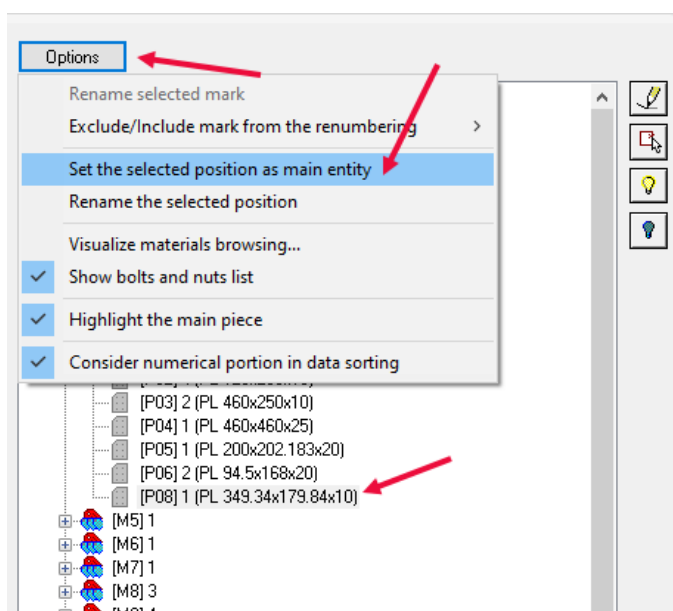 Options
Rename selected mark
Exclude/Include mark from the renumbering
Set the selected position as main entity
Rename the selected position
Visualize materials browsing...
Show bolts and nuts list
Highlight the main piece
Consider numerical portion in data sorting
[P03] 2 (PL 460x250x10)
[P04] 1 (PL 460x460x25)
[P05] 1 (PL 200x202.183x20)
[P06] 2 (PL 94.5x168x20)
[P08] 1 (PL 349.34x179.84x10)
[M5] 1
[M6] 1
[M7] 1
[M8] 3